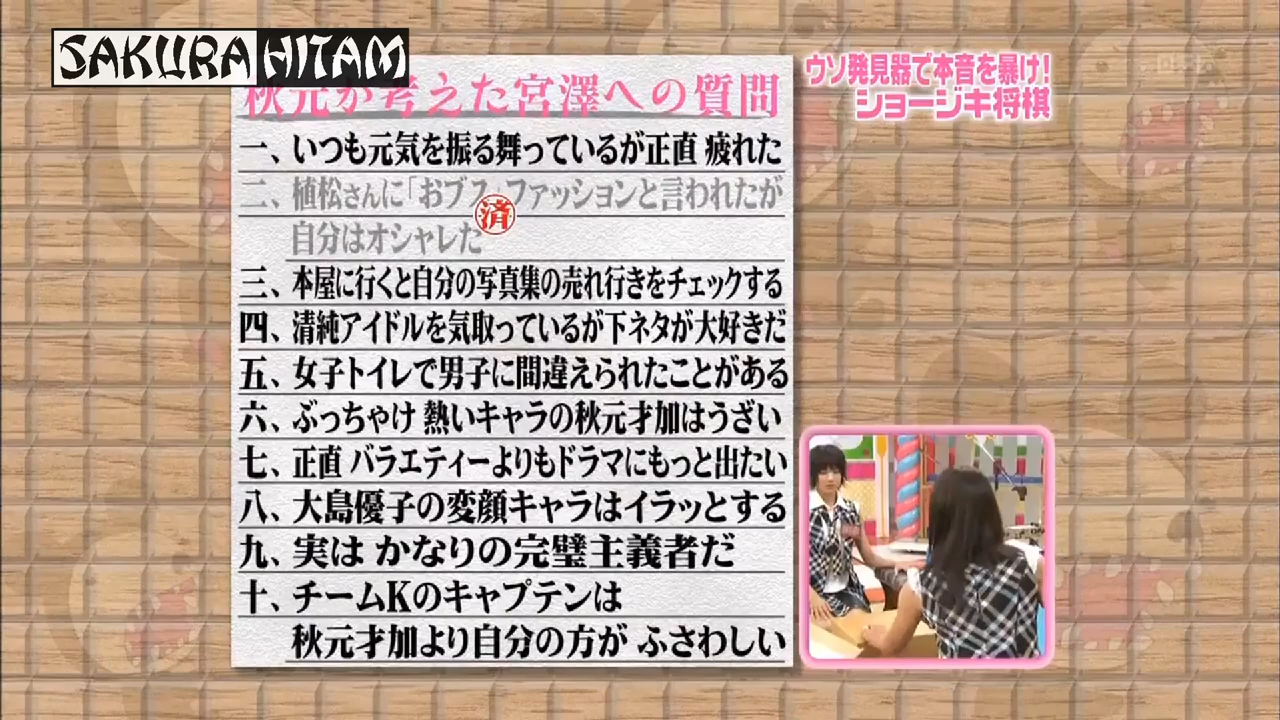 SAKURA HITAM
秋元が考えた宮澤への質問
ウソ発見器で本音を暴け!
ショージキ将棋
一、いつも元気を振る舞っているが正直 疲れた
二、植松さんに「おブス」ファッションと言われたが
済
自分はオシャレだ
三、本屋に行くと自分の写真集の売れ行きをチェックする
四、清純アイドルを気取っているが下ネタが大好きだ
五、女子トイレで男子に間違えられたことがある
六、ぶっちゃけ 熱いキャラの秋元才加はうざい
七、正直 バラエティーよりもドラマにもっと出たい
八、大島優子の変顔キャラはイラッとする
九、実は かなりの完璧主義者だ
十、チームKのキャプテンは
秋元才加より自分の方が ふさわしい